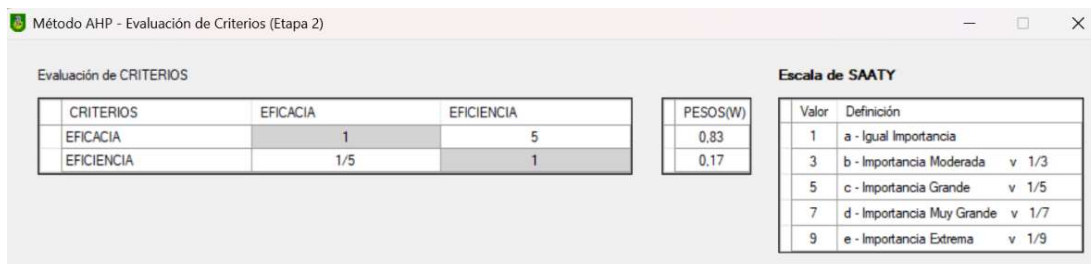 Método AHP - Evaluación de Criterios (Etapa 2)
Evaluación de CRITERIOS
CRITERIOS EFICACIA EFICIENCIA
EFICACIA 1 5
EFICIENCIA 1/5 1
PESOS(W)
0,83
0,17
Escala de SAATY
Valor Definición
1 a - Igual Importancia
3 b - Importancia Moderada v 1/3
5 c - Importancia Grande v 1/5
7 d - Importancia Muy Grande v 1/7
9 e - Importancia Extrema v 1/9